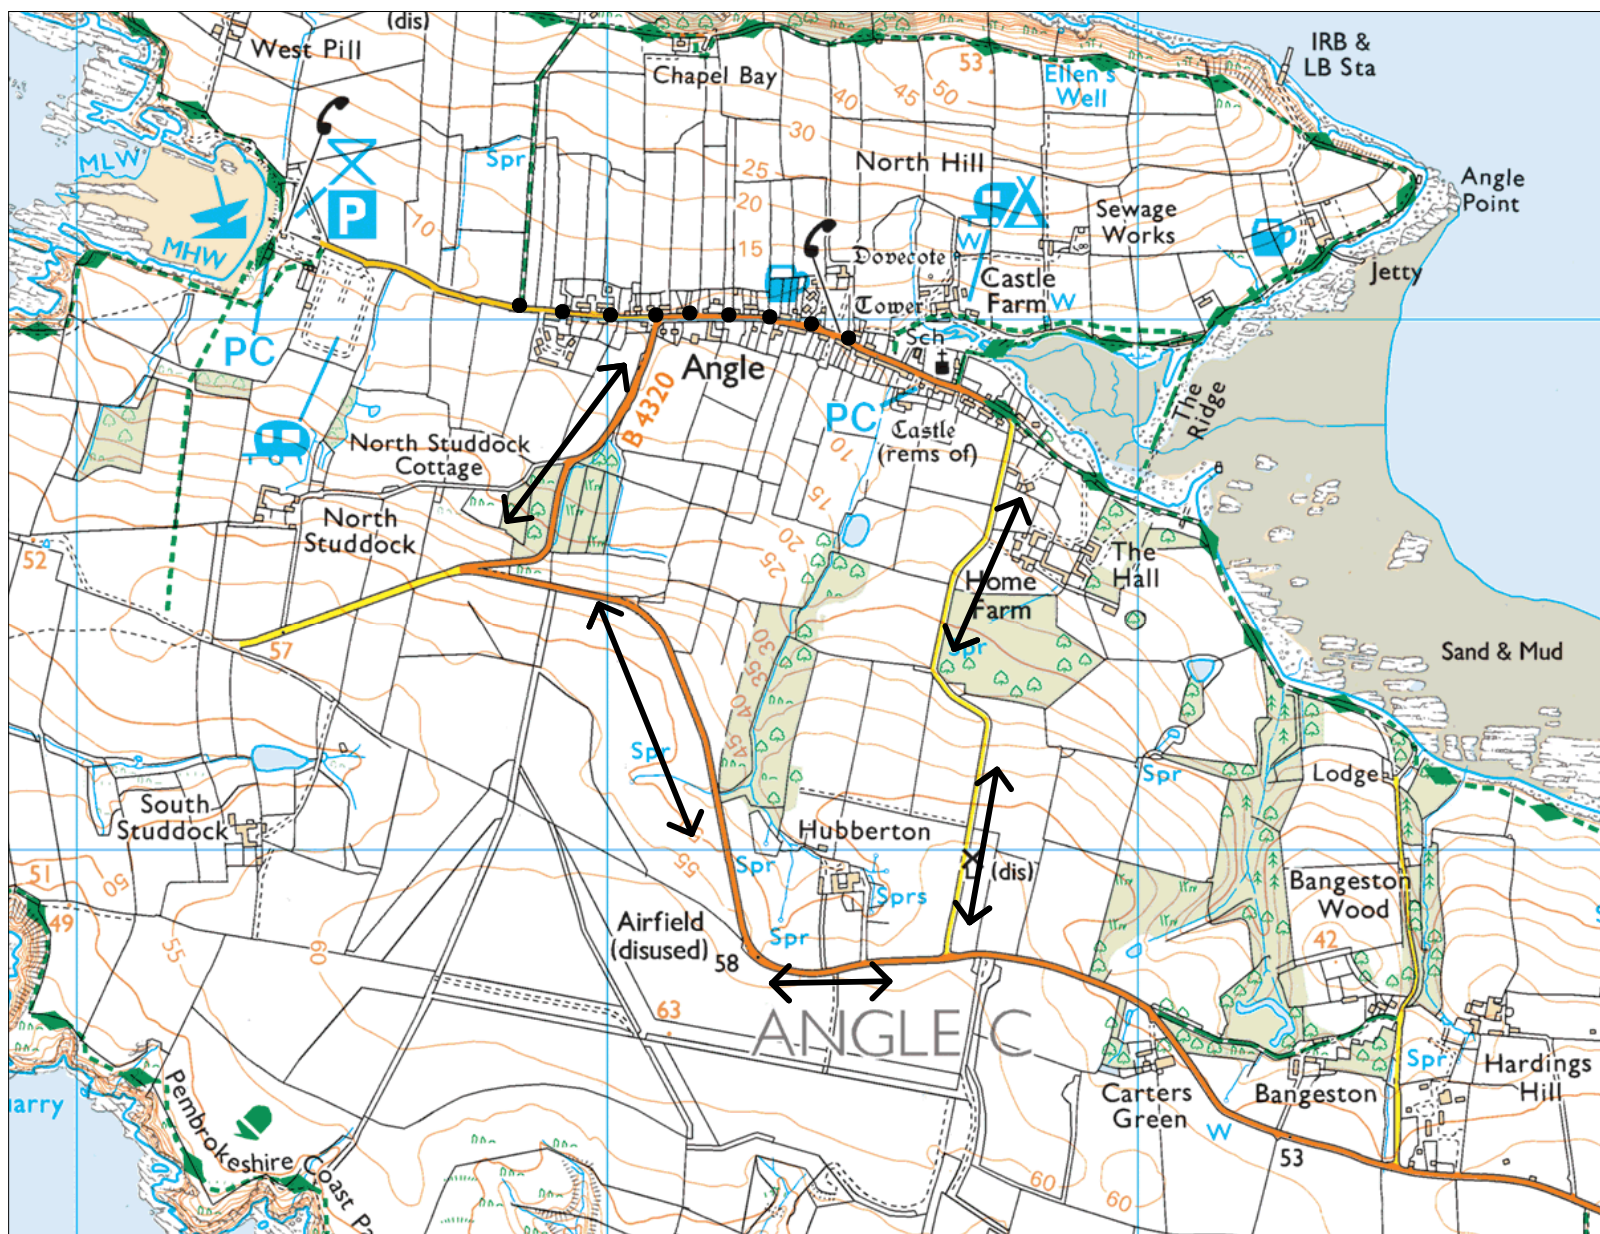 (dis)
West Pill
Chapel Bay
53
IRB &
LB Sta
Ellen's
Well
40
45
50
30
25
20
15
10
Spr
MLW
MHW
P
North Hill
Angle
Point
Sewage
Works
W
Dovecote
Tower
Castle
Farm
W
Jetty
Sch
PC
Angle
B 4320
The
Ridge
PC
Castle
(rems of)
North Studdock
Cottage
10
15
20
25
North
Studdock
52
The
Hall
Home
Farm
Spr
57
30
35
40
45
Sand & Mud
Spr
Spr
Lodge
South
Studdock
Hubberton
55
Spr
(dis)
Sprs
51
50
49
Bangeston
Wood
42
Airfield
(disused)
58
Spr
55
60
63
ANGLE C
Spr
Hardings
Hill
Carters
Green
Bangeston
W
53
arry
Pembrokeshire Coast P
60
60